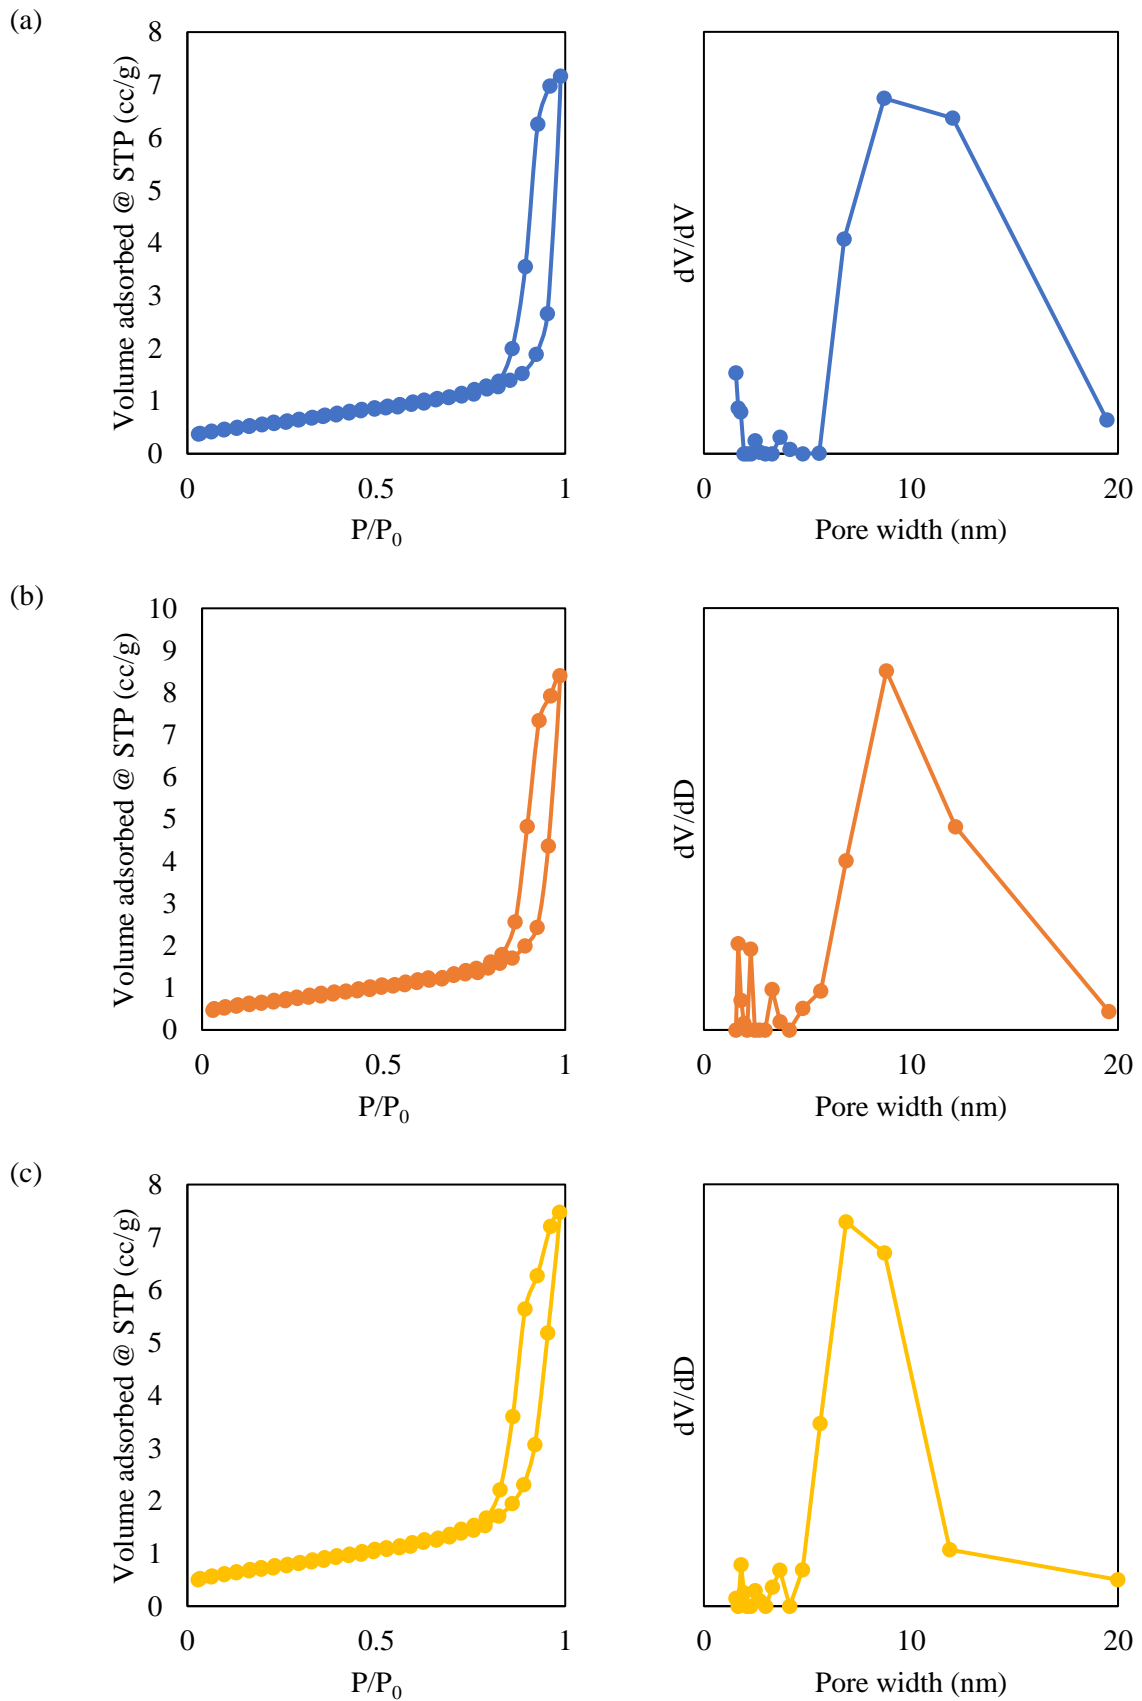 (a)
Volume adsorbed @ STP (cc/g)
8
7
6
5
4
3
2
1
0
0 0.5 1
P/P₀
dV/dV
0 10 20
Pore width (nm)
(b)
Volume adsorbed @ STP (cc/g)
10
9
8
7
6
5
4
3
2
1
0
0 0.5 1
P/P₀
dV/dD
0 10 20
Pore width (nm)
(c)
Volume adsorbed @ STP (cc/g)
8
7
6
5
4
3
2
1
0
0 0.5 1
P/P₀
dV/dD
0 10 20
Pore width (nm)